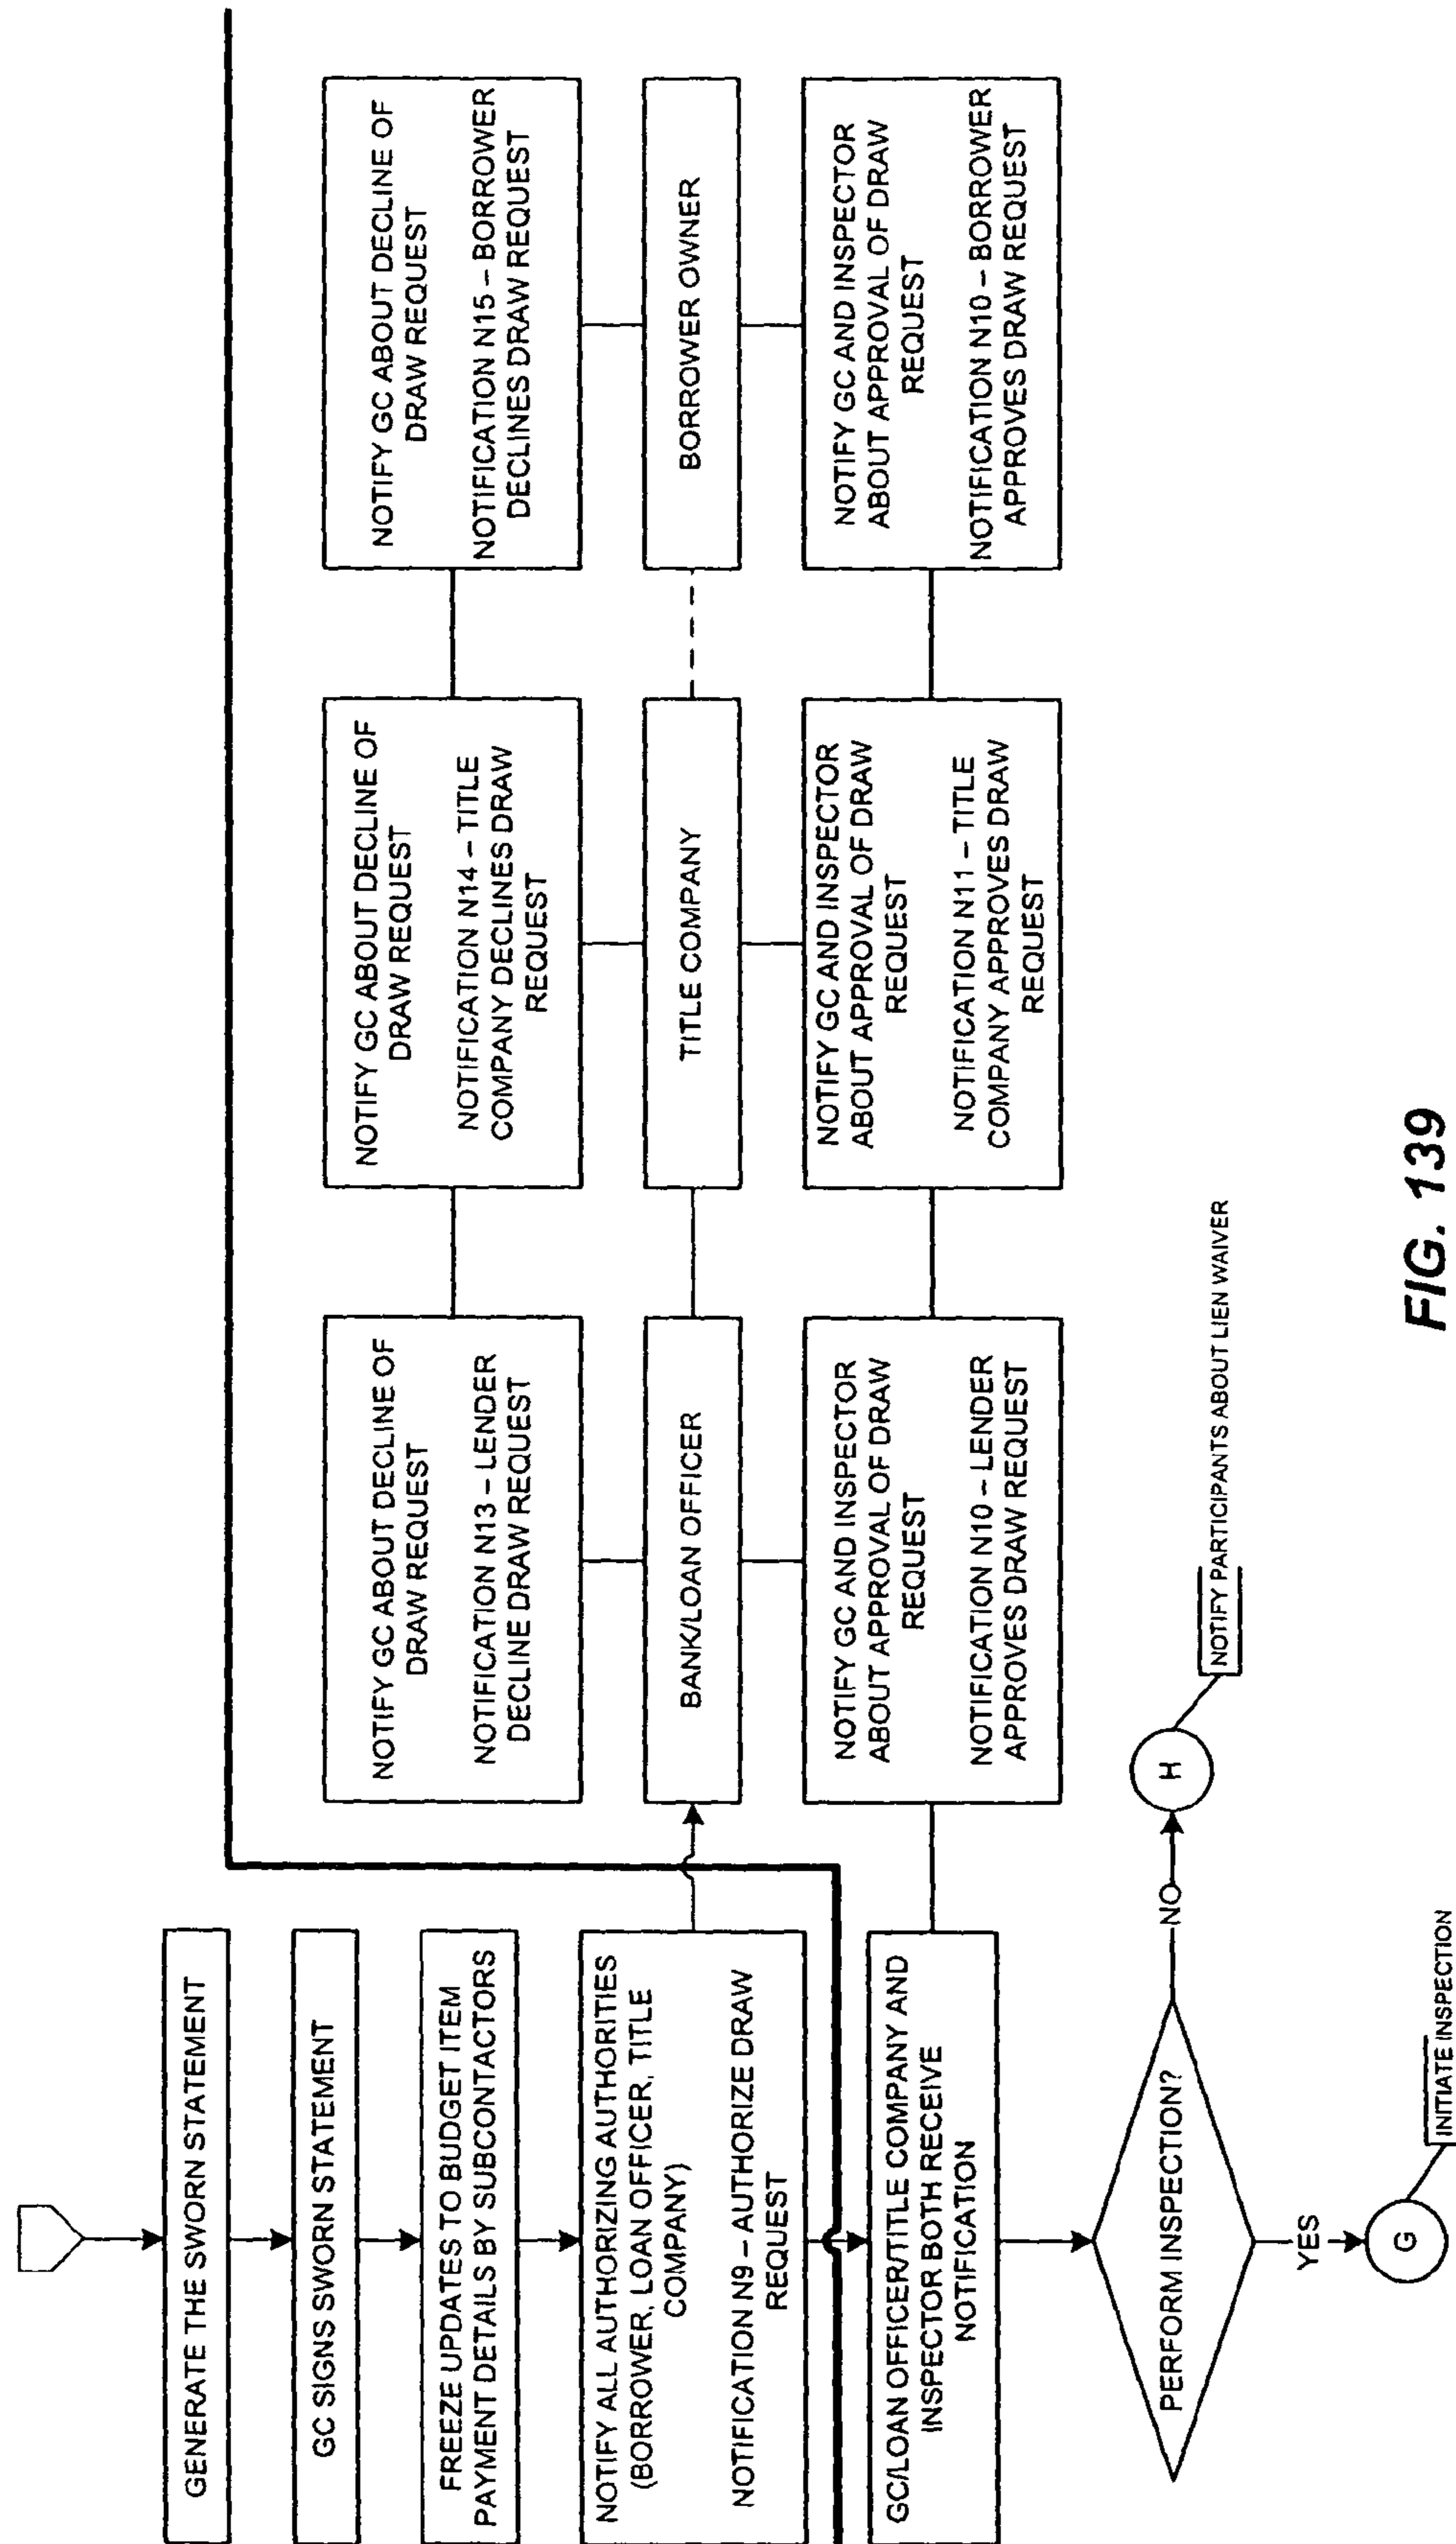 GENERATE THE SWORN STATEMENT
GC SIGNS SWORN STATEMENT
FREEZE UPDATES TO BUDGET ITEM
PAYMENT DETAILS BY SUBCONTACTORS
NOTIFY ALL AUTHORIZING AUTHORITIES
(BORROWER, LOAN OFFICER, TITLE
COMPANY)
NOTIFICATION N9 – AUTHORIZE DRAW
REQUEST
GC/LOAN OFFICER/TITLE COMPANY AND
INSPECTOR BOTH RECEIVE
NOTIFICATION
PERFORM INSPECTION?
YES
G
INITIATE INSPECTION
NO
H
NOTIFY PARTICIPANTS ABOUT LIEN WAIVER
NOTIFY GC ABOUT DECLINE OF
DRAW REQUEST
NOTIFICATION N13 – LENDER
DECLINE DRAW REQUEST
BANK/LOAN OFFICER
NOTIFY GC AND INSPECTOR
ABOUT APPROVAL OF DRAW
REQUEST
NOTIFICATION N10 – LENDER
APPROVES DRAW REQUEST
NOTIFY GC ABOUT DECLINE OF
DRAW REQUEST
NOTIFICATION N14 – TITLE
COMPANY DECLINES DRAW
REQUEST
TITLE COMPANY
NOTIFY GC AND INSPECTOR
ABOUT APPROVAL OF DRAW
REQUEST
NOTIFICATION N11 – TITLE
COMPANY APPROVES DRAW
REQUEST
NOTIFY GC ABOUT DECLINE OF
DRAW REQUEST
NOTIFICATION N15 – BORROWER
DECLINES DRAW REQUEST
BORROWER OWNER
NOTIFY GC AND INSPECTOR
ABOUT APPROVAL OF DRAW
REQUEST
NOTIFICATION N10 – BORROWER
APPROVES DRAW REQUEST
FIG. 139